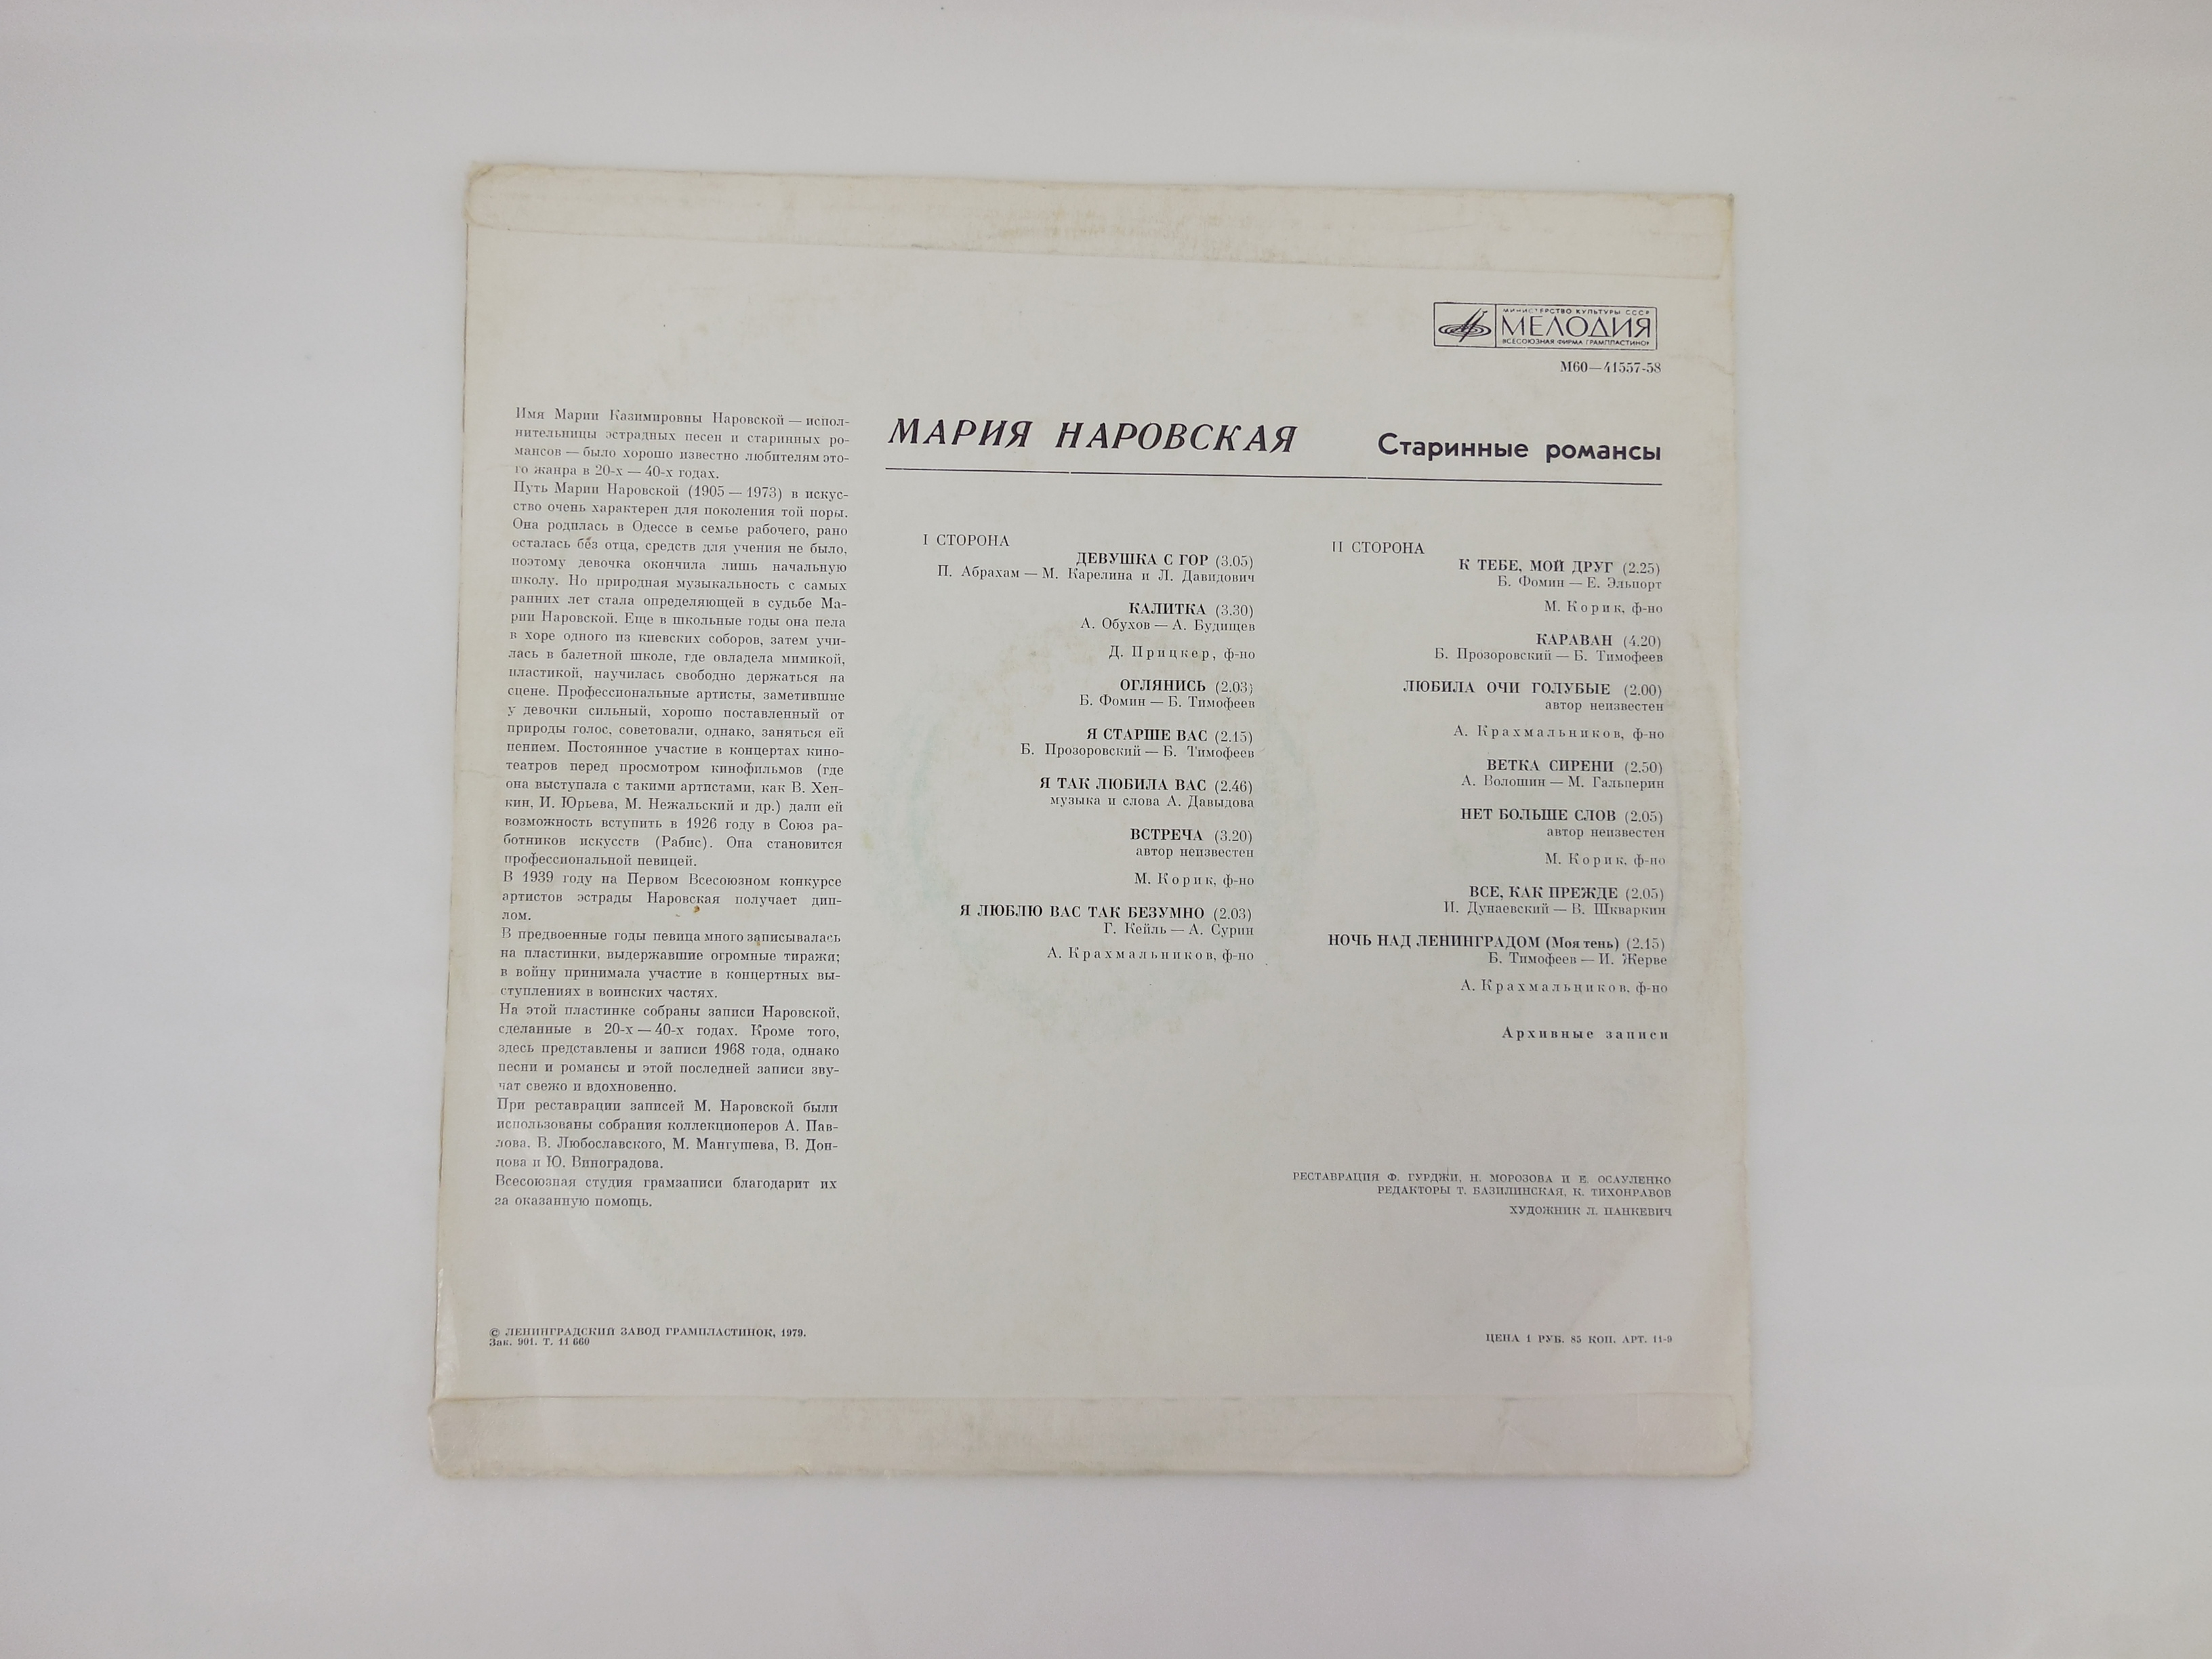 МИНИСТЕРСТВО КУЛЬТУРЫ СССР
МЕЛОДИЯ
ВСЕСОЮЗНАЯ ФИРМА ГРАМПЛАСТИНОК
М60—41557-58
МАРИЯ НАРОВСКАЯ
Старинные романсы
Имя Марии Казимировны Наровской — испол-
нительницы эстрадных песен и старинных ро-
мансов — было хорошо известно любителям это-
го жанра в 20-х — 40-х годах.
Путь Марии Наровской (1905 — 1973) в искус-
ство очень характерен для поколения той поры.
Она родилась в Одессе в семье рабочего, рано
осталась без отца, средств для учения не было,
поэтому девочка окончила лишь начальную
школу. Но природная музыкальность с самых
ранних лет стала определяющей в судьбе Ма-
рии Наровской. Еще в школьные годы она пела
в хоре одного из киевских соборов, затем учи-
лась в балетной школе, где овладела мимикой,
пластикой, научилась свободно держаться на
сцене. Профессиональные артисты, заметившие
у девочки сильный, хорошо поставленный от
природы голос, советовали, однако, заняться ей
пением. Постоянное участие в концертах кино-
театров перед просмотром кинофильмов (где
она выступала с такими артистами, как В. Хен-
кин, И. Юрьева, М. Нежальский и др.) дали ей
возможность вступить в 1926 году в Союз ра-
ботников искусств (Рабис). Она становится
профессиональной певицей.
В 1939 году на Первом Всесоюзном конкурсе
артистов эстрады Наровская получает дип-
лом.
В предвоенные годы певица много записывалась
на пластинки, выдержавшие огромные тиражи;
в войну принимала участие в концертных вы-
ступлениях в воинских частях.
На этой пластинке собраны записи Наровской,
сделанные в 20-х — 40-х годах. Кроме того,
здесь представлены и записи 1968 года, однако
песни и романсы и этой последней записи зву-
чат свежо и вдохновенно.
При реставрации записей М. Наровской были
использованы собрания коллекционеров А. Пав-
лова, В. Любославского, М. Мангушева, В. Дон-
цова и Ю. Виноградова.
Всесоюзная студия грамзаписи благодарит их
за оказанную помощь.
I СТОРОНА
ДЕВУШКА С ГОР (3.05)
П. Абрахам — М. Карелина и Л. Давидович
КАЛИТКА (3.30)
А. Обухов — А. Будищев
Д. Прицкер, ф-но
ОГЛЯНИСЬ (2.03)
Б. Фомин — Б. Тимофеев
Я СТАРШЕ ВАС (2.15)
Б. Прозоровский — Б. Тимофеев
Я ТАК ЛЮБИЛА ВАС (2.46)
музыка и слова А. Давыдова
ВСТРЕЧА (3.20)
автор неизвестен
М. Корик, ф-но
Я ЛЮБЛЮ ВАС ТАК БЕЗУМНО (2.03)
Г. Кейль — А. Сурин
А. Крахмальников, ф-но
II СТОРОНА
К ТЕБЕ, МОЙ ДРУГ (2.25)
Б. Фомин — Е. Эльпорт
М. Корик, ф-но
КАРАВАН (4.20)
Б. Прозоровский — Б. Тимофеев
ЛЮБИЛА ОЧИ ГОЛУБЫЕ (2.00)
автор неизвестен
А. Крахмальников, ф-но
ВЕТКА СИРЕНИ (2.50)
А. Волошин — М. Гальперин
НЕТ БОЛЬШЕ СЛОВ (2.05)
автор неизвестен
М. Корик, ф-но
ВСЕ, КАК ПРЕЖДЕ (2.05)
И. Дунаевский — В. Шкваркин
НОЧЬ НАД ЛЕНИНГРАДОМ (Моя тень) (2.15)
Б. Тимофеев — И. Жерве
А. Крахмальников, ф-но
Архивные записи
РЕСТАВРАЦИЯ Ф. ГУРДЖИ, Н. МОРОЗОВА И Е. ОСАУЛЕНКО
РЕДАКТОРЫ Т. БАЗИЛИНСКАЯ, К. ТИХОНРАВОВ
ХУДОЖНИК Л. ПАНКЕВИЧ
© ЛЕНИНГРАДСКИЙ ЗАВОД ГРАМПЛАСТИНОК, 1979.
Зак. 901. Т. 11 660
ЦЕНА 1 РУБ. 85 КОП. АРТ. 11-9